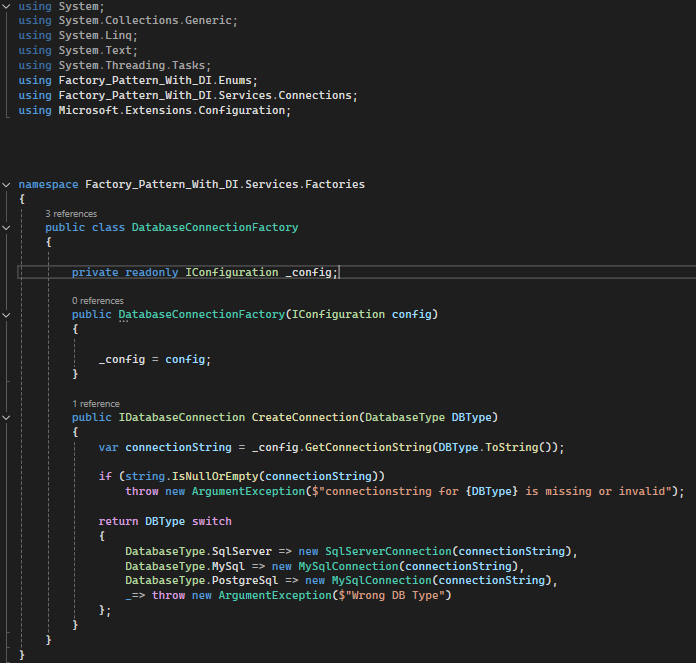 using System;
using System.Collections.Generic;
using System.Linq;
using System.Text;
using System.Threading.Tasks;
using Factory_Pattern_With_DI.Enums;
using Factory_Pattern_With_DI.Services.Connections;
using Microsoft.Extensions.Configuration;
namespace Factory_Pattern_With_DI.Services.Factories
{
3 references
public class DatabaseConnectionFactory
{
private readonly IConfiguration _config;
0 references
public DatabaseConnectionFactory(IConfiguration config)
{
_config = config;
}
1 reference
public IDatabaseConnection CreateConnection(DatabaseType DBType)
{
var connectionString = _config.GetConnectionString(DBType.ToString());
if (string.IsNullOrEmpty(connectionString))
throw new ArgumentException($"connectionstring for {DBType} is missing or invalid");
return DBType switch
{
DatabaseType.SqlServer => new SqlServerConnection(connectionString),
DatabaseType.MySql => new MySqlConnection(connectionString),
DatabaseType.PostgreSql => new MySqlConnection(connectionString),
_=> throw new ArgumentException($"Wrong DB Type")
};
}
}
}